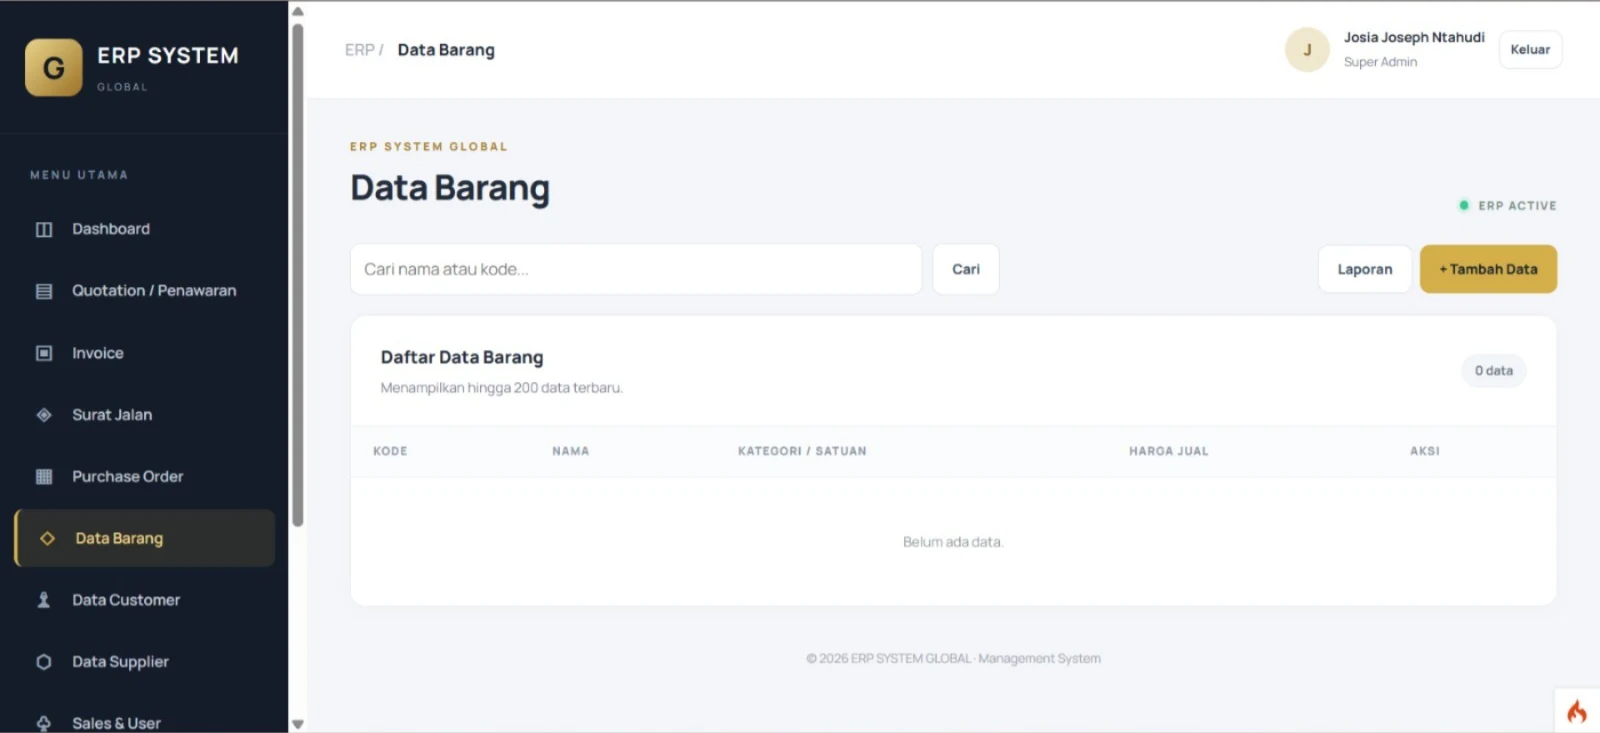 G
ERP SYSTEM
GLOBAL
MENU UTAMA
Dashboard
Quotation / Penawaran
Invoice
Surat Jalan
Purchase Order
Data Barang
Data Customer
Data Supplier
Sales & User
ERP / Data Barang
J
Josia Joseph Ntahudi
Super Admin
Keluar
ERP SYSTEM GLOBAL
Data Barang
ERP ACTIVE
Cari nama atau kode...
Cari
Laporan
+ Tambah Data
Daftar Data Barang
Menampilkan hingga 200 data terbaru.
0 data
KODE NAMA KATEGORI / SATUAN HARGA JUAL AKSI
Belum ada data.
© 2026 ERP SYSTEM GLOBAL · Management System